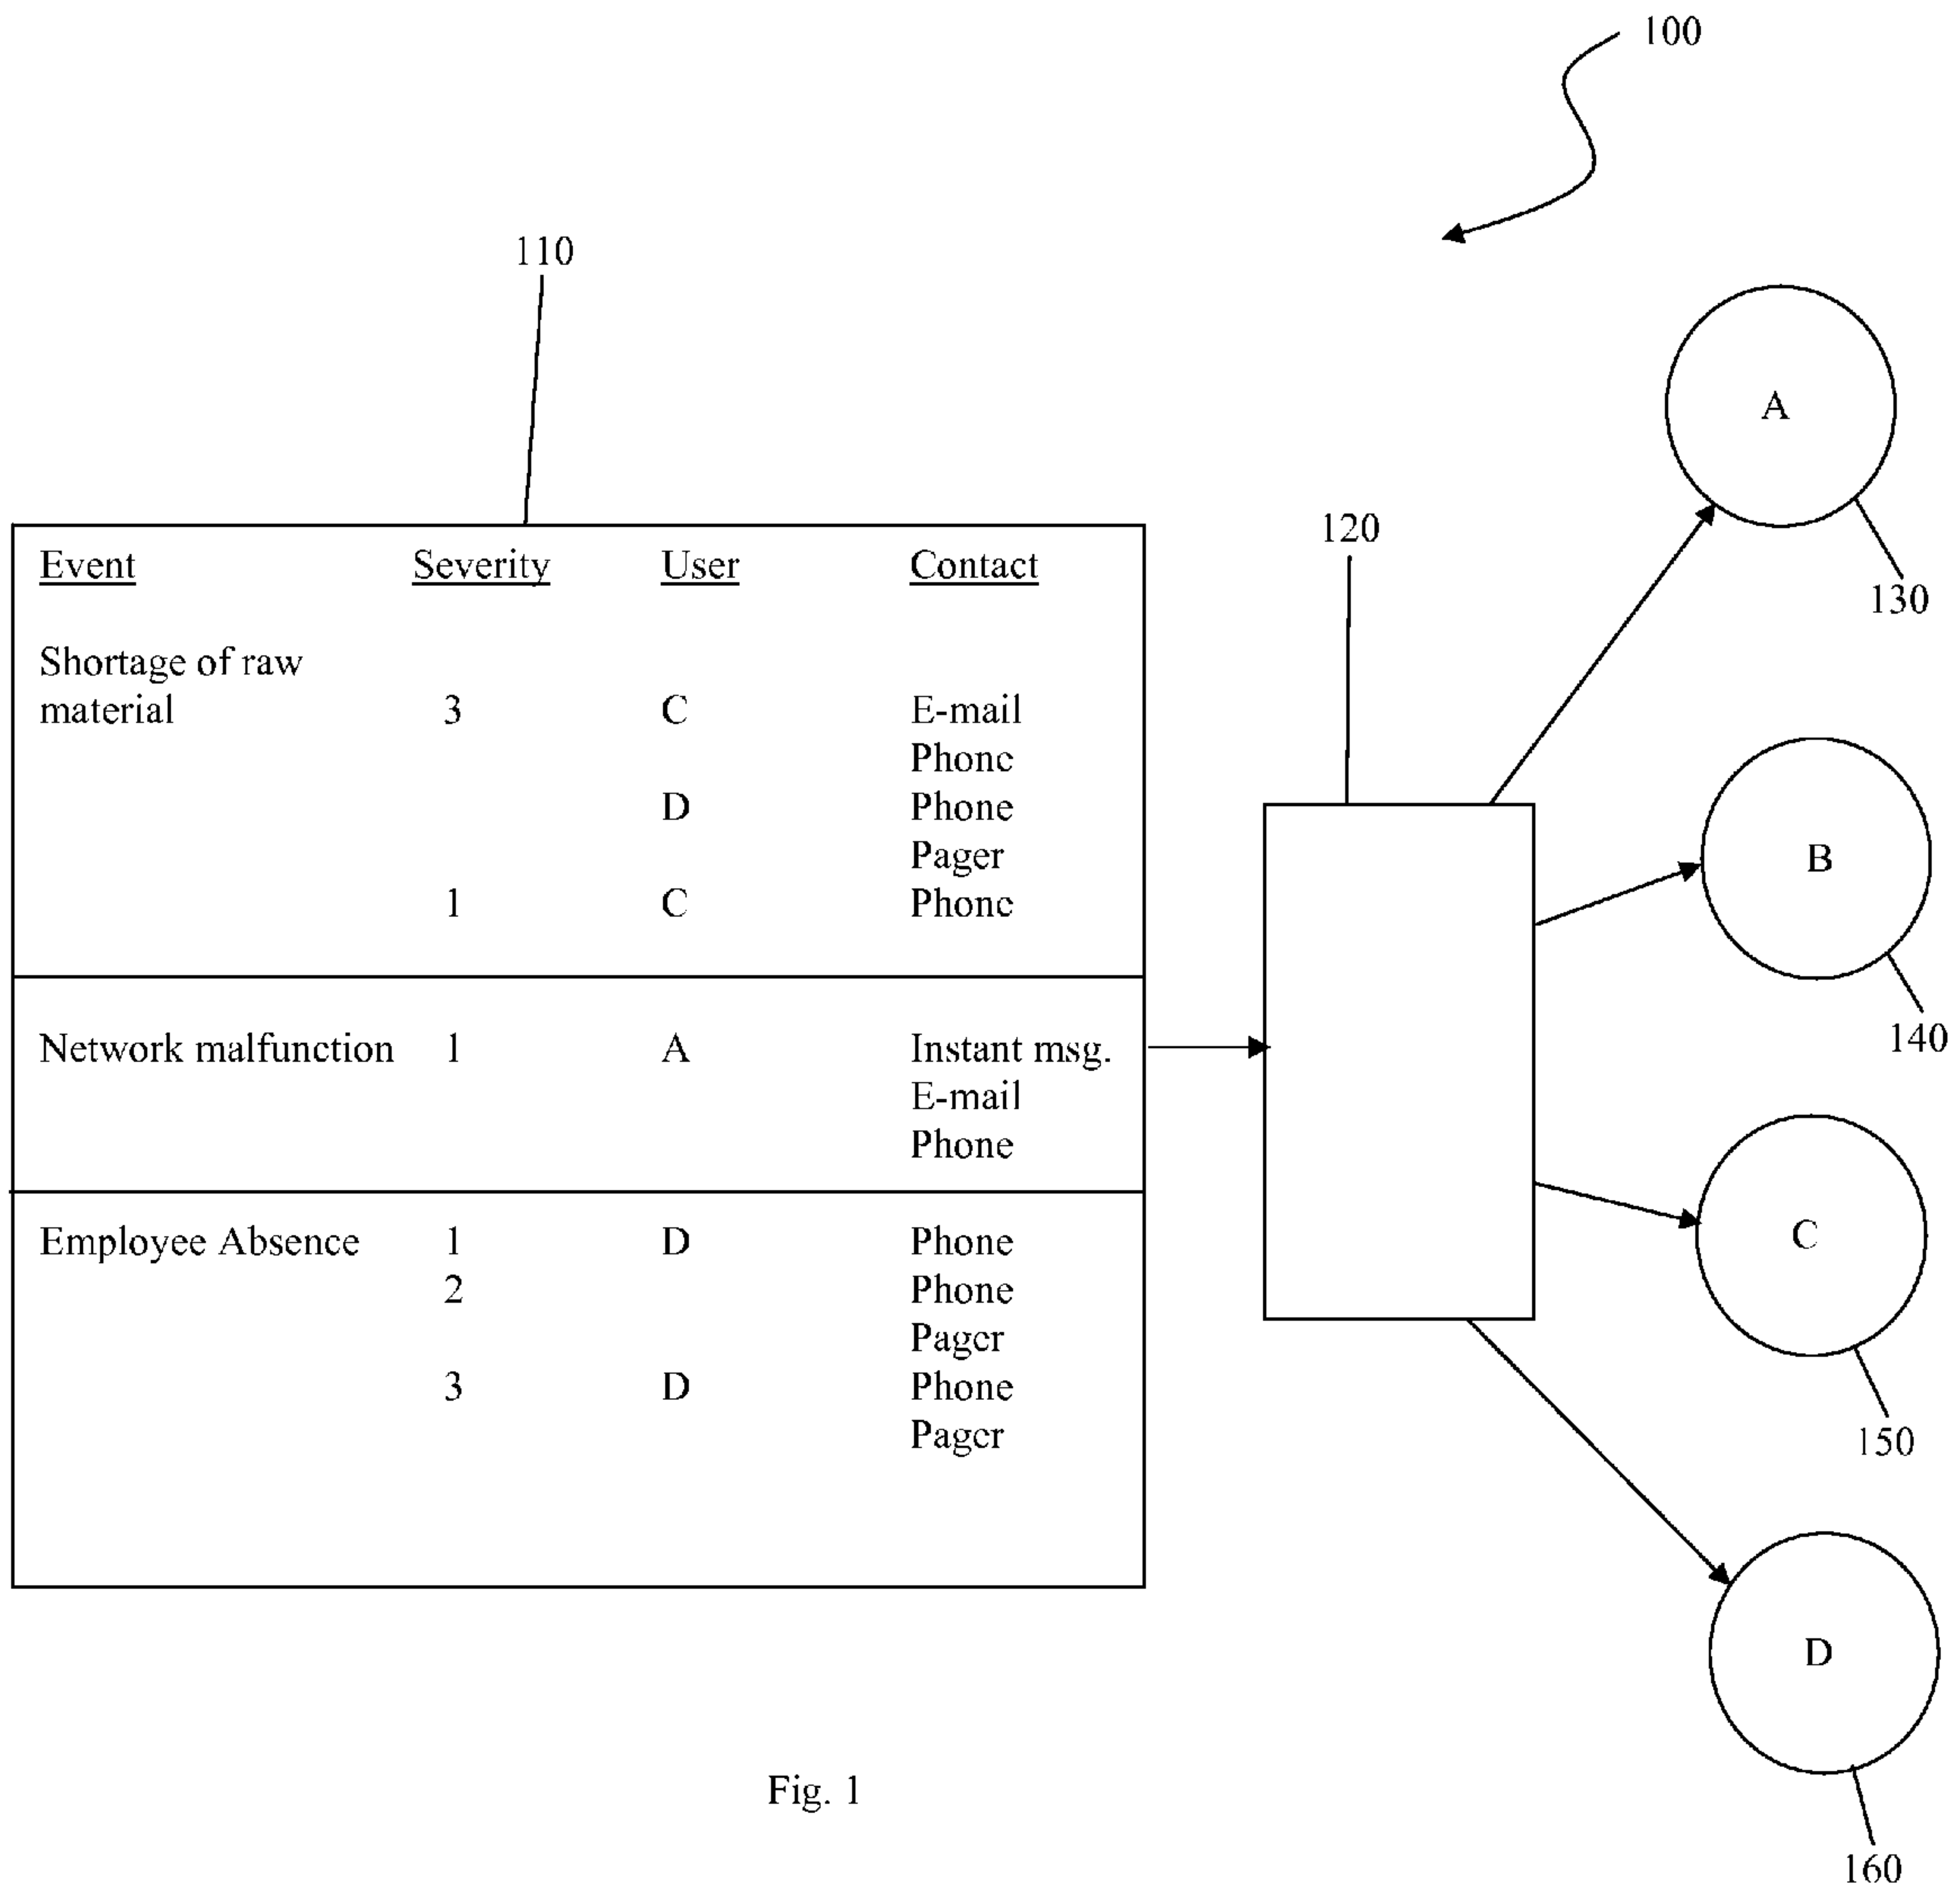 100
110
Event Severity User Contact
120
130
Shortage of raw
material 3 C E-mail
Phone
D Phone
Pager
1 C Phone
A
B
140
Network malfunction 1 A Instant msg.
E-mail
Phone
Employee Absence 1 D Phone
2 Phone
Pager
3 D Phone
Pager
C
150
D
160
Fig. 1